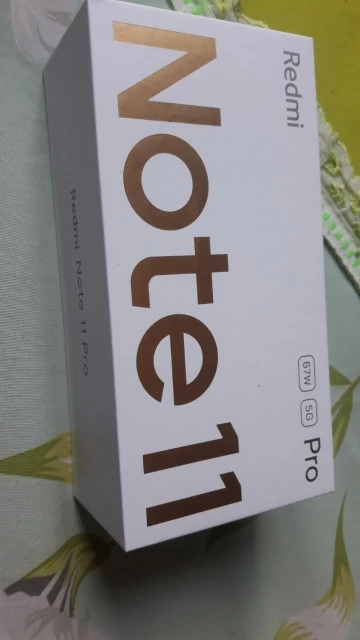 Redmi
67W 5G Pro
Note 11
Redmi Note 11 Pro